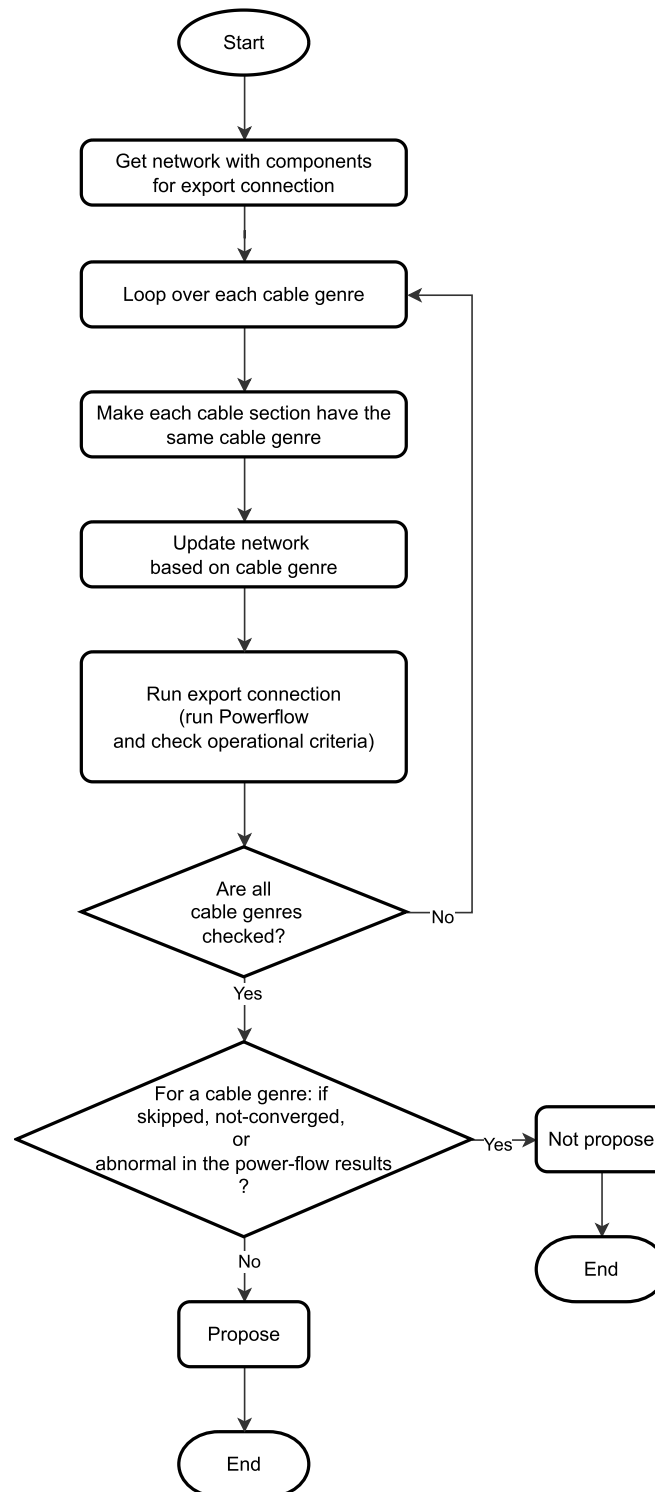 Start
Get network with components
for export connection
Loop over each cable genre
Make each cable section have the
same cable genre
Update network
based on cable genre
Run export connection
(run Powerflow
and check operational criteria)
Are all
cable genres
checked?
No
Yes
For a cable genre: if
skipped, not-converged,
or
abnormal in the power-flow results
?
Yes
Not propose
End
No
Propose
End